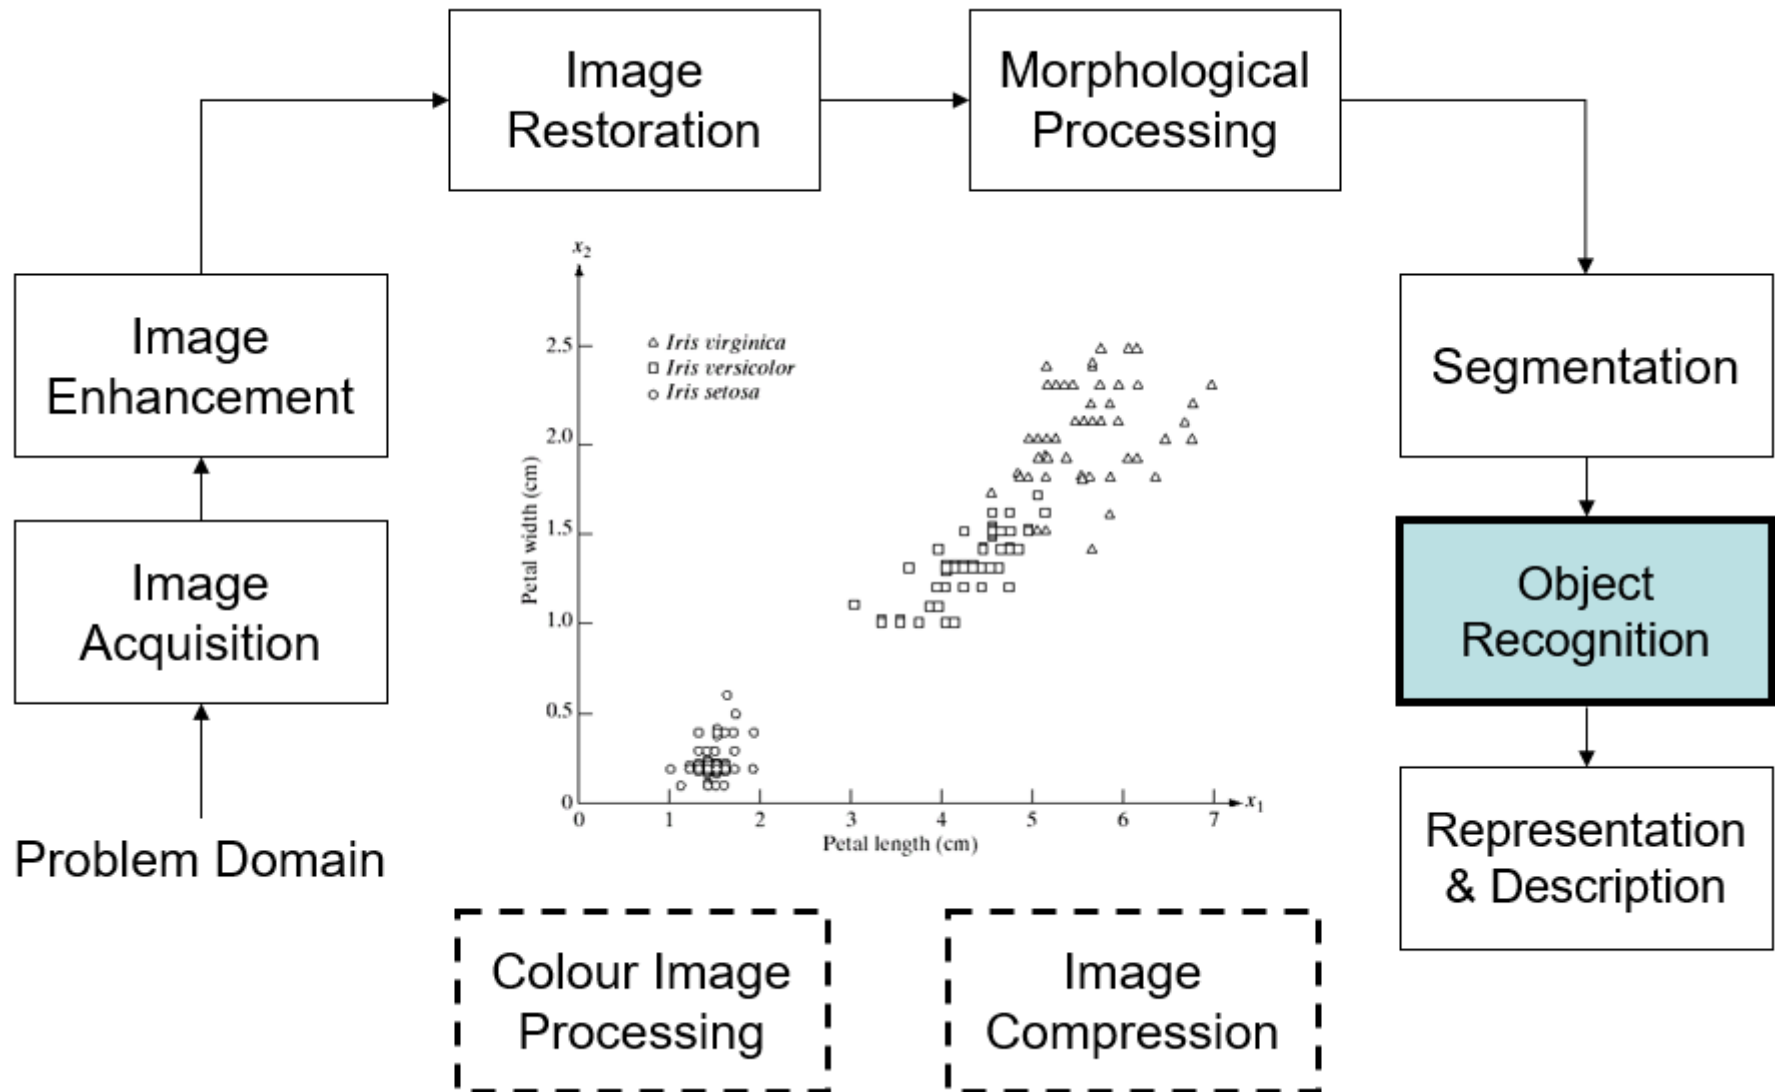 Image
Restoration
Morphological
Processing
Image
Enhancement
Segmentation
Image
Acquisition
Object
Recognition
Problem Domain
Representation
& Description
x2
2.5
2.0
1.5
1.0
0.5
0
Petal width (cm)
Iris virginica
Iris versicolor
Iris setosa
0 1 2 3 4 5 6 7
x1
Petal length (cm)
Colour Image
Processing
Image
Compression